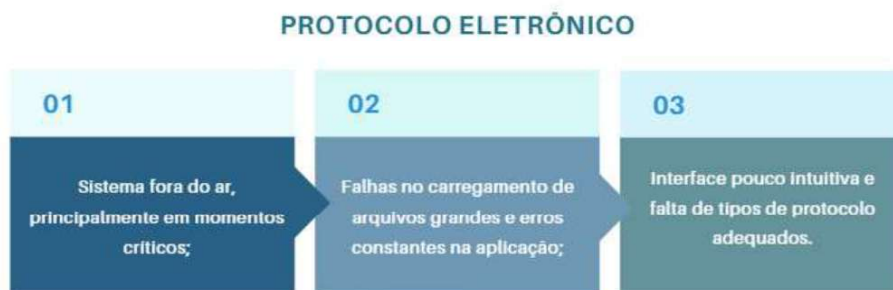 PROTOCOLO ELETRÔNICO
01
Sistema fora do ar,
principalmente em momentos
críticos;
02
Falhas no carregamento de
arquivos grandes e erros
constantes na aplicação;
03
Interface pouco intuitiva e
falta de tipos de protocolo
adequados.